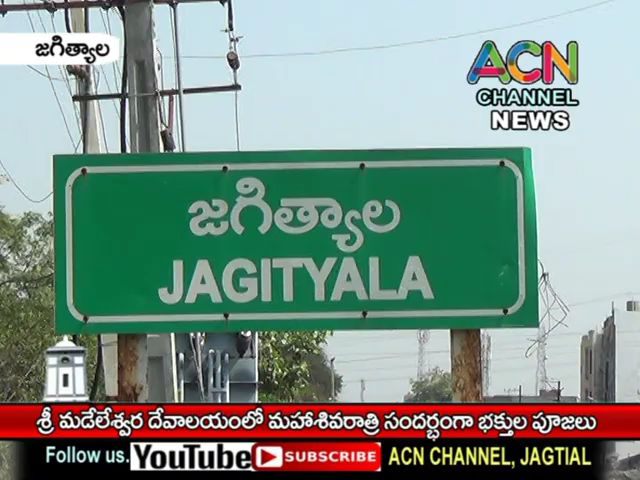 జగిత్యాల
ACN
CHANNEL
NEWS
జగిత్యాల
JAGITYALA
శ్రీ మడేలేశ్వర దేవాలయంలో మహాశివరాత్రి సందర్భంగా భక్తుల పూజలు
Follow us. YouTube SUBSCRIBE ACN CHANNEL, JAGTIAL